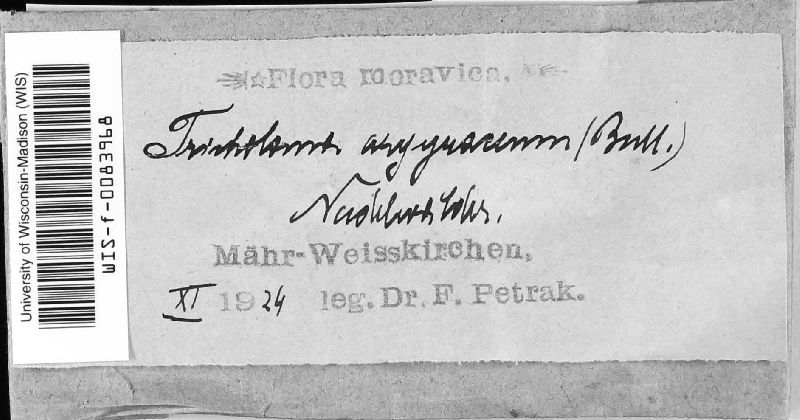 University of Wisconsin-Madison (WIS)
WIS-f-0083968
Flora moravica.
Tricholoma argyraceum (Bull.)
Mähr-Weisskirchen,
XI 1924 leg. Dr. F. Petrak.